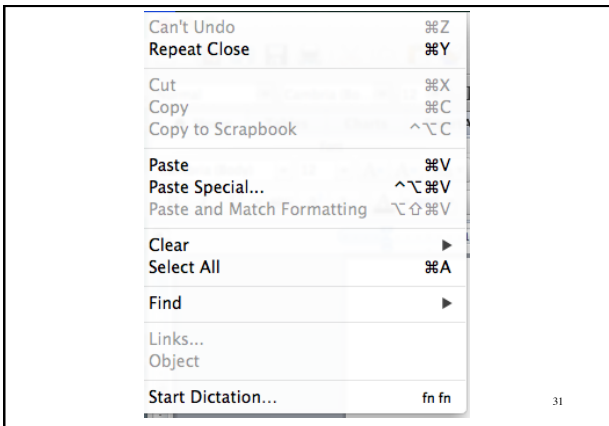 Can't Undo ⌘Z
Repeat Close ⌘Y
Cut ⌘X
Copy ⌘C
Copy to Scrapbook ^⌥C
Paste ⌘V
Paste Special... ^⌥⌘V
Paste and Match Formatting ⌥⇧⌘V
Clear ▶
Select All ⌘A
Find ▶
Links...
Object
Start Dictation... fn fn
31